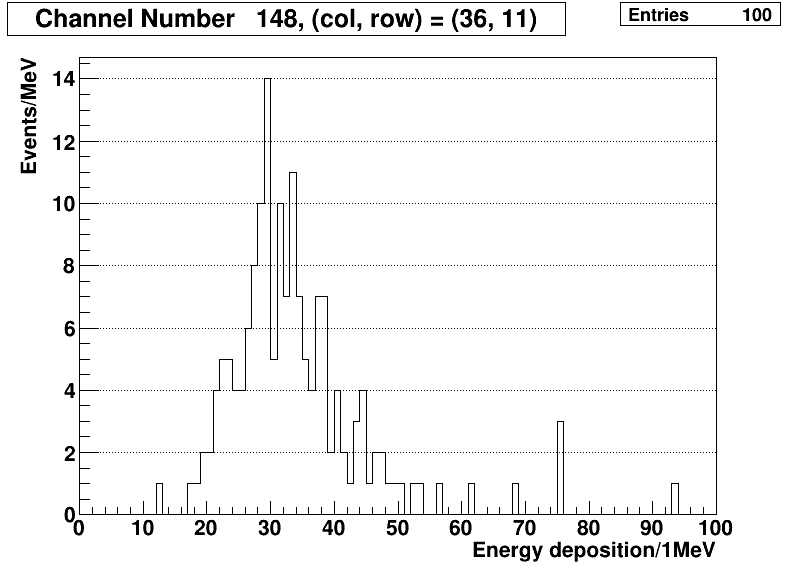 Channel Number 148, (col, row) = (36, 11)
Entries 100
Events/MeV
14
12
10
8
6
4
2
0
0 10 20 30 40 50 60 70 80 90 100
Energy deposition/1MeV